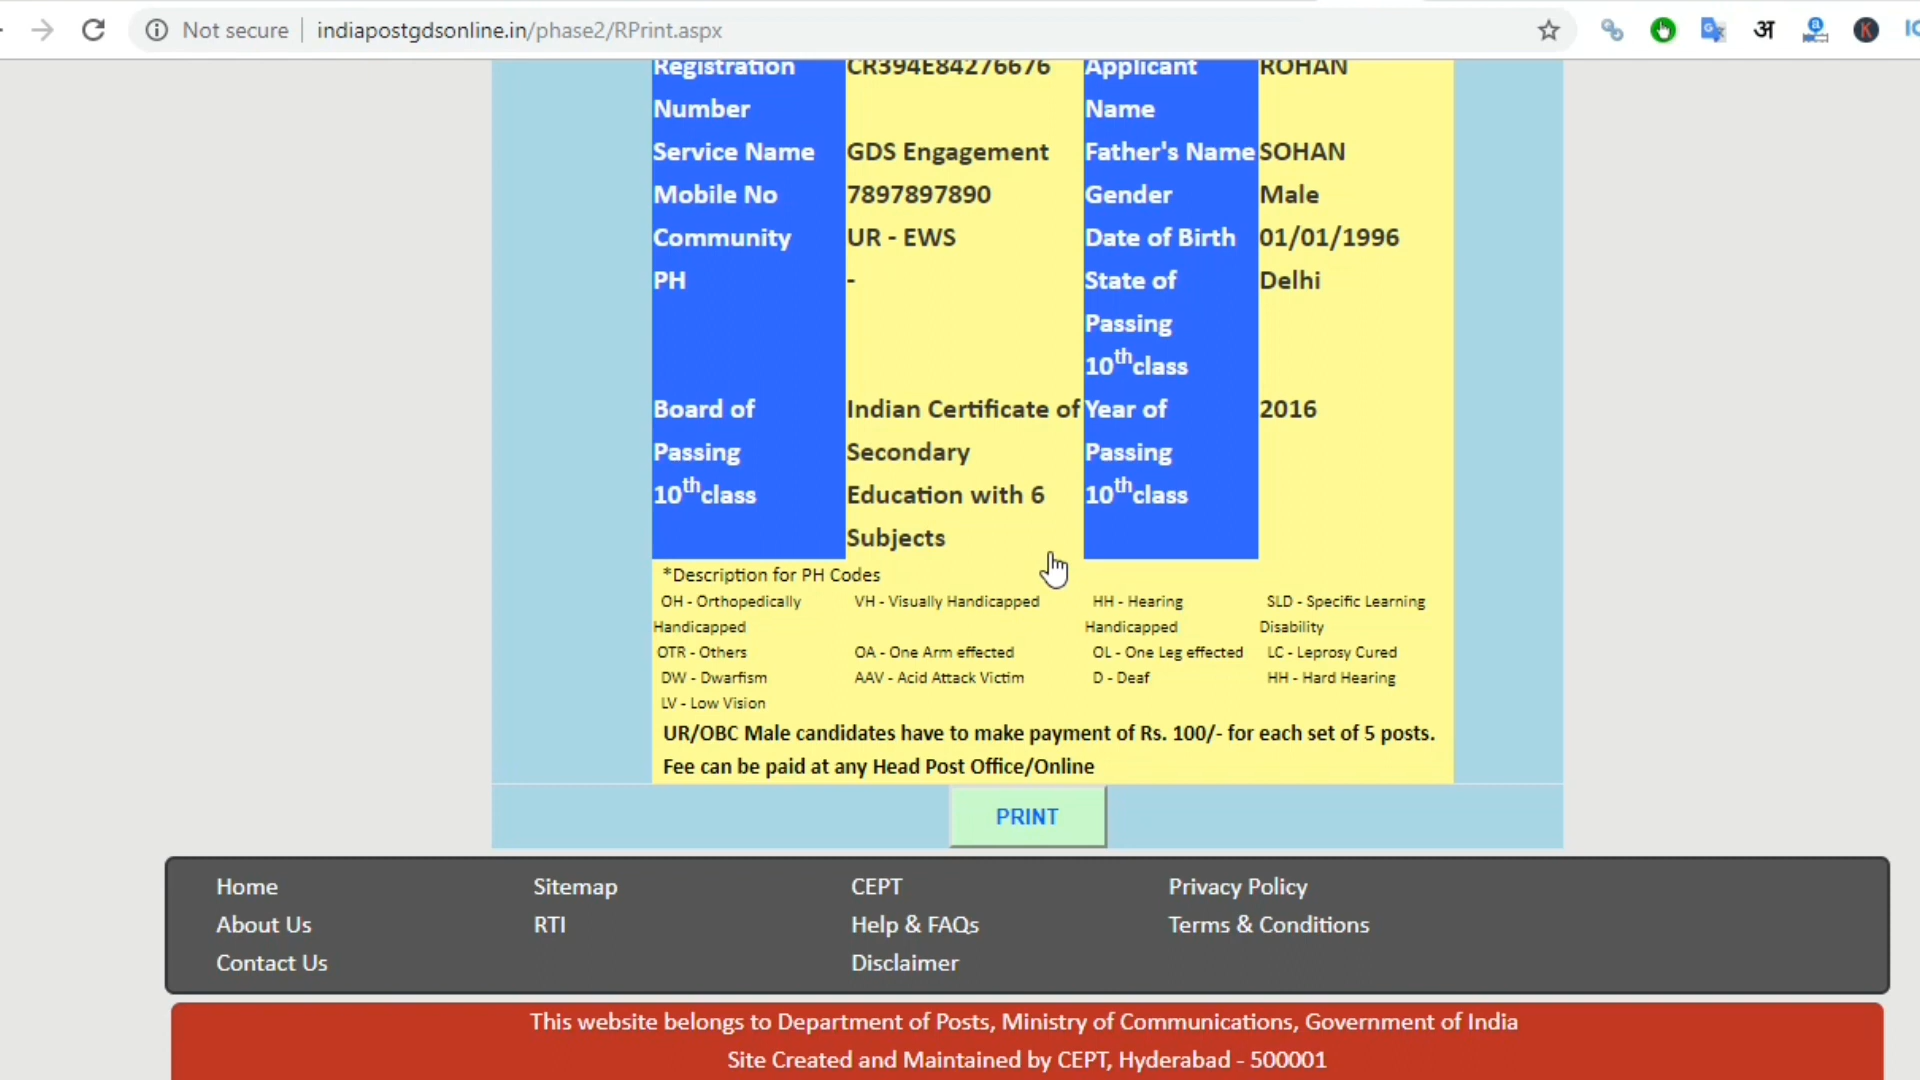 Not secure | indiapostgdsonline.in/phase2/RPrint.aspx
Registration Number CR394E84276676 Applicant Name ROHAN
Service Name GDS Engagement Father's Name SOHAN
Mobile No 7897897890 Gender Male
Community UR - EWS Date of Birth 01/01/1996
PH - State of Passing 10th class Delhi
Board of Passing 10th class Indian Certificate of Secondary Education with 6 Subjects Year of Passing 10th class 2016
*Description for PH Codes
OH - Orthopedically Handicapped VH - Visually Handicapped HH - Hearing Handicapped SLD - Specific Learning Disability
OTR - Others OA - One Arm effected OL - One Leg effected LC - Leprosy Cured
DW - Dwarfism AAV - Acid Attack Victim D - Deaf HH - Hard Hearing
LV - Low Vision
UR/OBC Male candidates have to make payment of Rs. 100/- for each set of 5 posts.
Fee can be paid at any Head Post Office/Online
PRINT
Home Sitemap CEPT Privacy Policy
About Us RTI Help & FAQs Terms & Conditions
Contact Us Disclaimer
This website belongs to Department of Posts, Ministry of Communications, Government of India
Site Created and Maintained by CEPT, Hyderabad - 500001